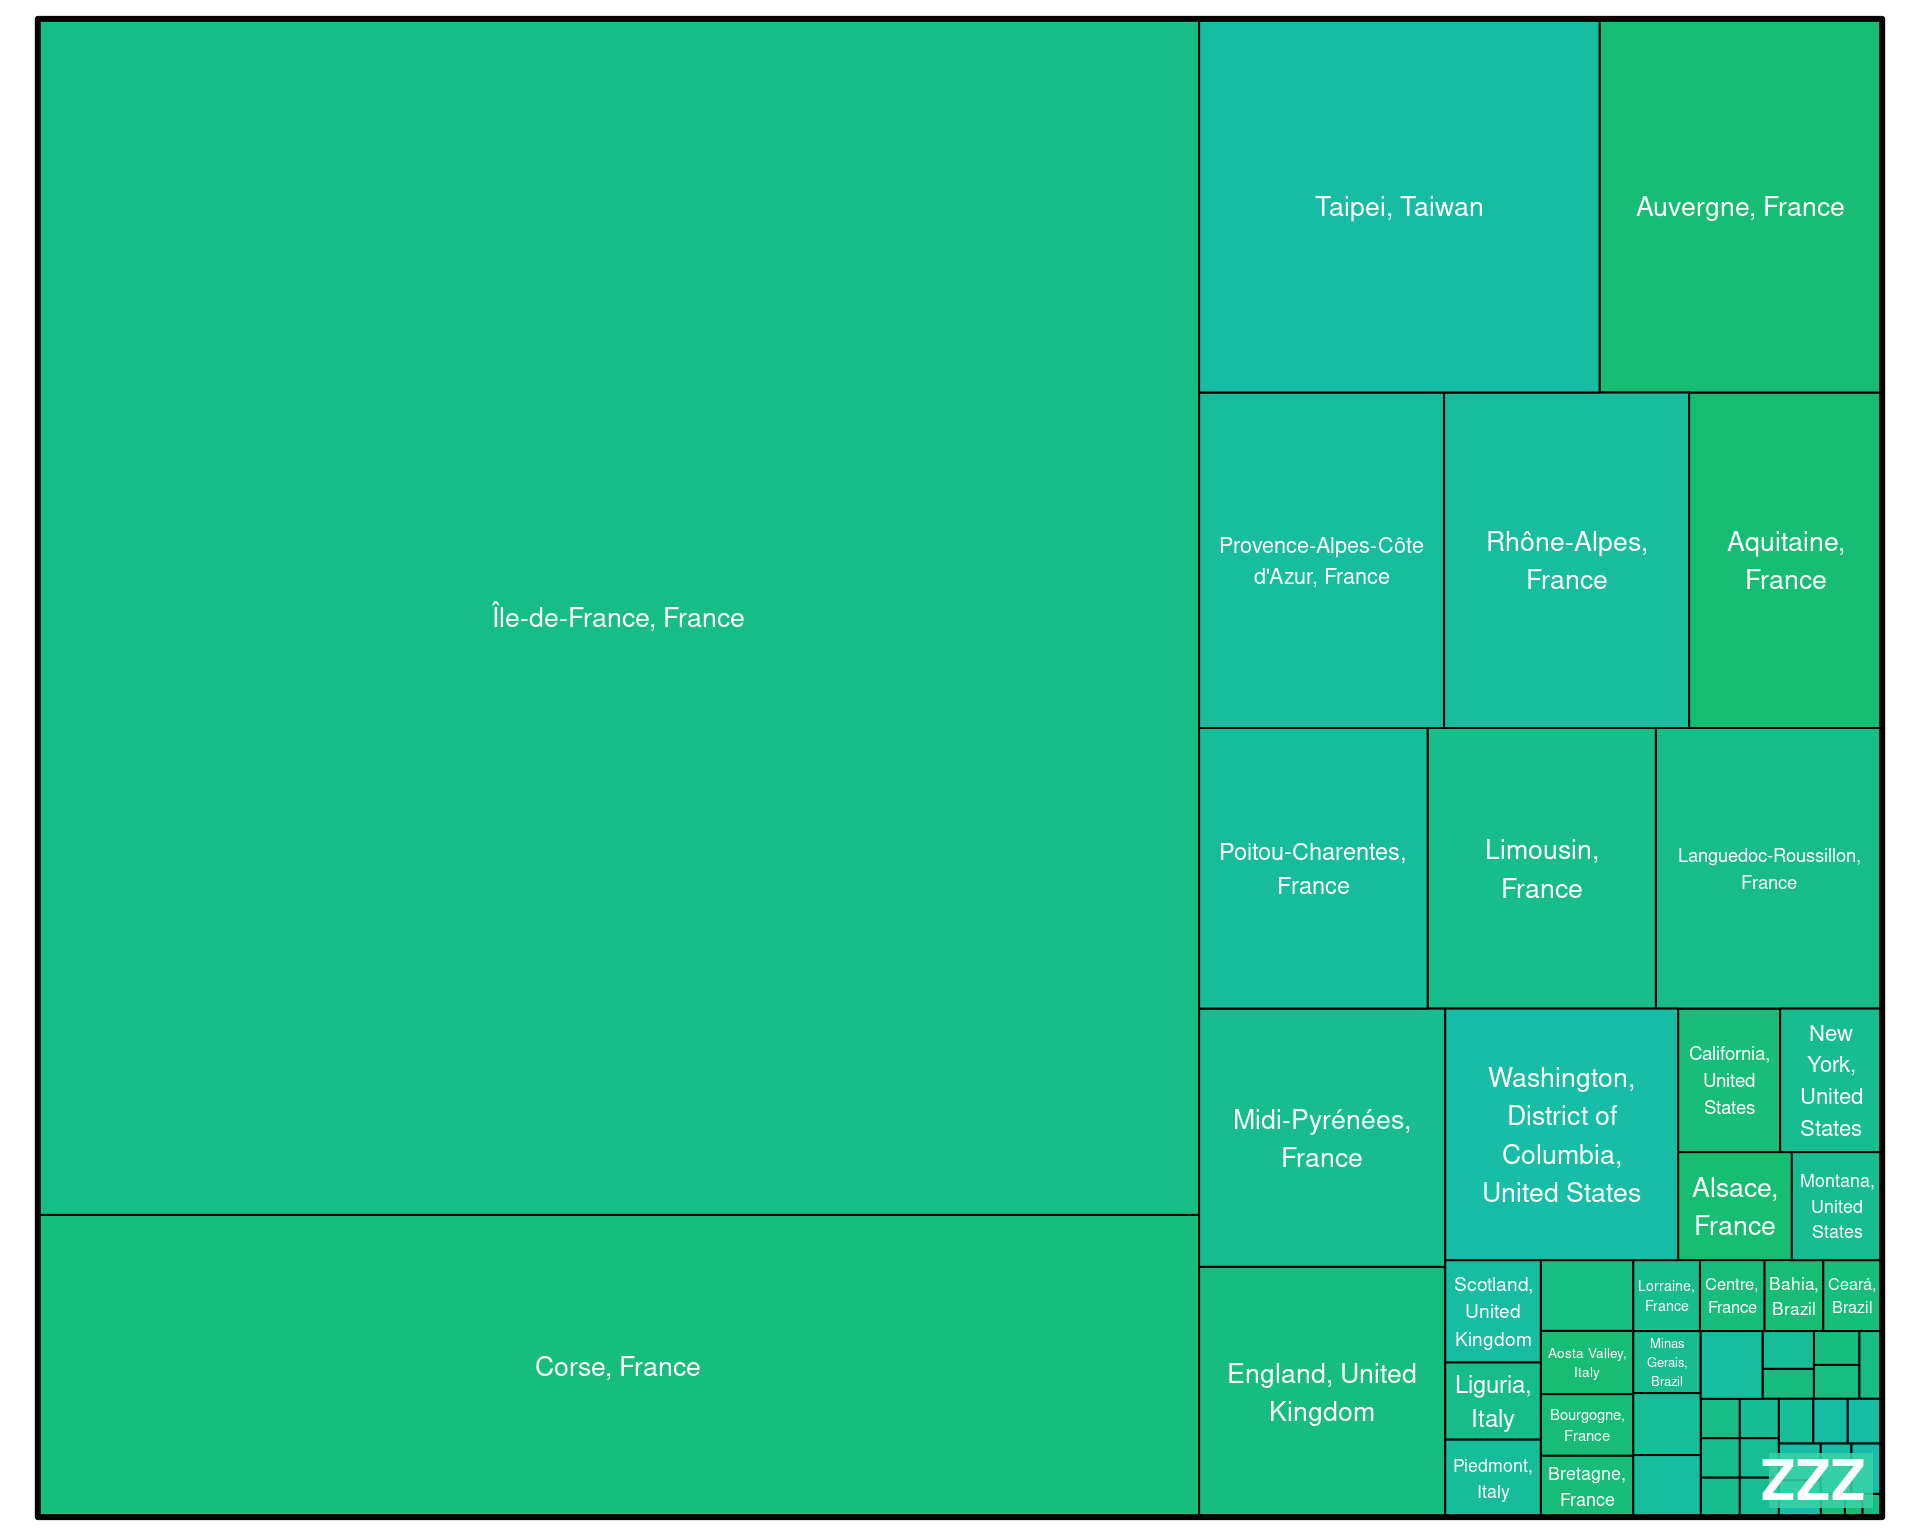 Île-de-France, France
Corse, France
Taipei, Taiwan
Auvergne, France
Provence-Alpes-Côte
d'Azur, France
Rhône-Alpes,
France
Aquitaine,
France
Poitou-Charentes,
France
Limousin,
France
Languedoc-Roussillon,
France
Midi-Pyrénées,
France
England, United
Kingdom
Washington,
District of
Columbia,
United States
California,
United
States
New
York,
United
States
Alsace,
France
Montana,
United
States
Scotland,
United
Kingdom
Liguria,
Italy
Piedmont,
Italy
Aosta Valley,
Italy
Bourgogne,
France
Bretagne,
France
Lorraine,
France
Minas
Gerais,
Brazil
Centre,
France
Bahia,
Brazil
Ceará,
Brazil
ZZZ